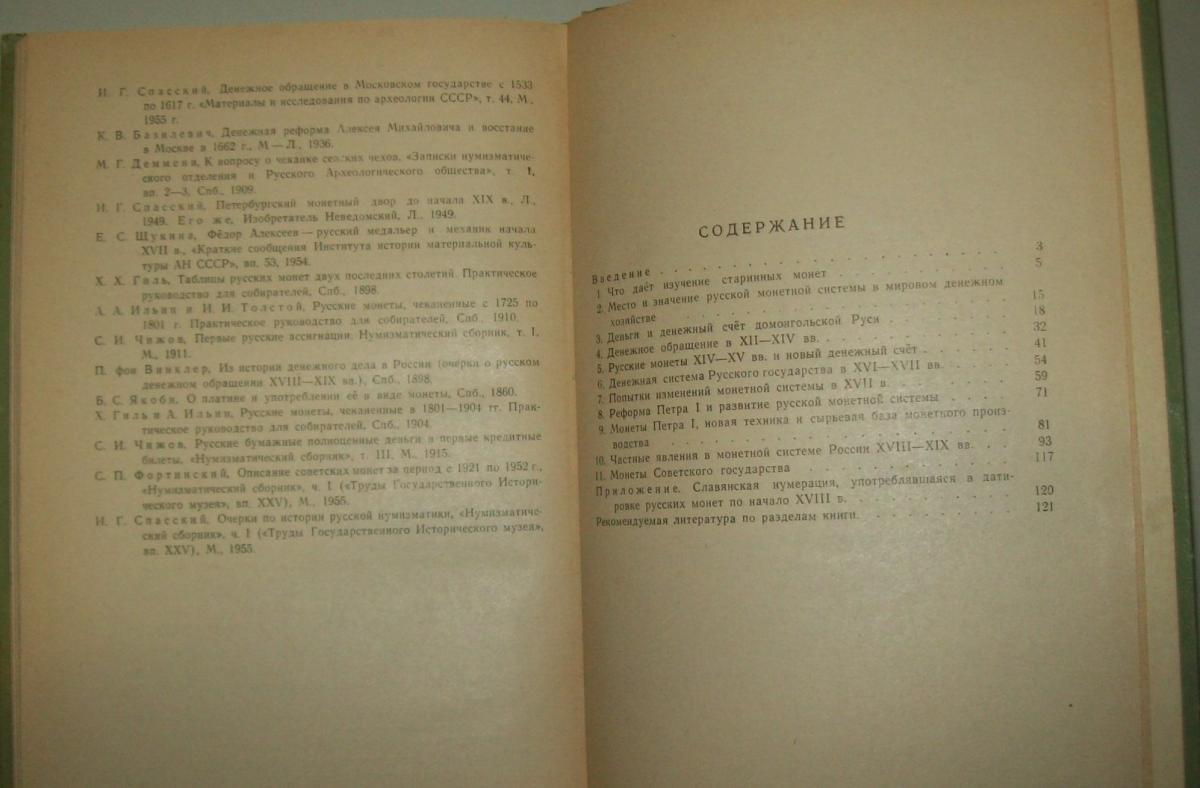 И. Г. Спасский, Денежное обращение в Московском государстве с 1533
по 1617 г. «Материалы и исследования по археологии СССР», т. 44, М.,
1955 г.
К. В. Базилевич, Денежная реформа Алексея Михайловича и восстание
в Москве в 1662 г., М — Л., 1936.
М. Г. Деммени, К вопросу о чеканке севских чехов. «Записки нумизматиче-
ского отделения и Русского Археологического общества», т. 1,
вп. 2—3, Спб., 1909.
И. Г. Спасский, Петербургский монетный двор до начала XIX в., Л.,
1949. Его же, Изобретатель Неведомский, Л., 1949.
Е. С. Щукина, Фёдор Алексеев — русский медальер и механик начала
XVII в., «Краткие сообщения Института истории материальной куль-
туры АН СССР», вп. 53, 1954.
Х. Х. Гиль, Таблицы русских монет двух последних столетий. Практическое
руководство для собирателей, Спб., 1898.
А. А. Ильин и И. И. Толстой, Русские монеты, чеканенные с 1725 по
1801 г. Практическое руководство для собирателей, Спб., 1910.
С. И. Чижов, Первые русские ассигнации. Нумизматический сборник, т. I,
М., 1911.
П. фон Винклер, Из истории денежного дела в России (очерки о русском
денежном обращении XVIII—XIX вв.), Спб., 1898.
Б. С. Якоби, О платине и употреблении её в виде монеты, Спб., 1860.
Х. Гиль и А. Ильин, Русские монеты, чеканенные в 1801—1904 гг. Прак-
тическое руководство для собирателей, Спб., 1904.
С. И. Чижов, Русские бумажные полноценные деньги и первые кредитные
билеты, «Нумизматический сборник», т. III, М., 1915.
С. П. Фортинский, Описание советских монет за период с 1921 по 1952 г.,
«Нумизматический сборник», ч. 1 («Труды Государственного Истори-
ческого музея», вп. XXV), М., 1955.
И. Г. Спасский, Очерки по истории русской нумизматики, «Нумизматиче-
ский сборник», ч. 1 («Труды Государственного Исторического музея»,
вп. XXV), М., 1955.
СОДЕРЖАНИЕ
Введение 3
1. Что даёт изучение старинных монет 5
2. Место и значение русской монетной системы в мировом денежном
хозяйстве 15
3. Деньги и денежный счёт домонгольской Руси 18
4. Денежное обращение в XII—XIV вв. 32
5. Русские монеты XIV—XV вв. и новый денежный счёт 41
6. Денежная система Русского государства в XVI—XVII вв. 54
7. Попытки изменений монетной системы в XVII в. 59
8. Реформа Петра I и развитие русской монетной системы 71
9. Монеты Петра I, новая техника и сырьевая база монетного произ-
водства 81
10. Частные явления в монетной системе России XVIII—XIX вв. 93
11. Монеты Советского государства 117
Приложение. Славянская нумерация, употреблявшаяся в дати-
ровке русских монет по начало XVIII в. 120
Рекомендуемая литература по разделам книги. 121